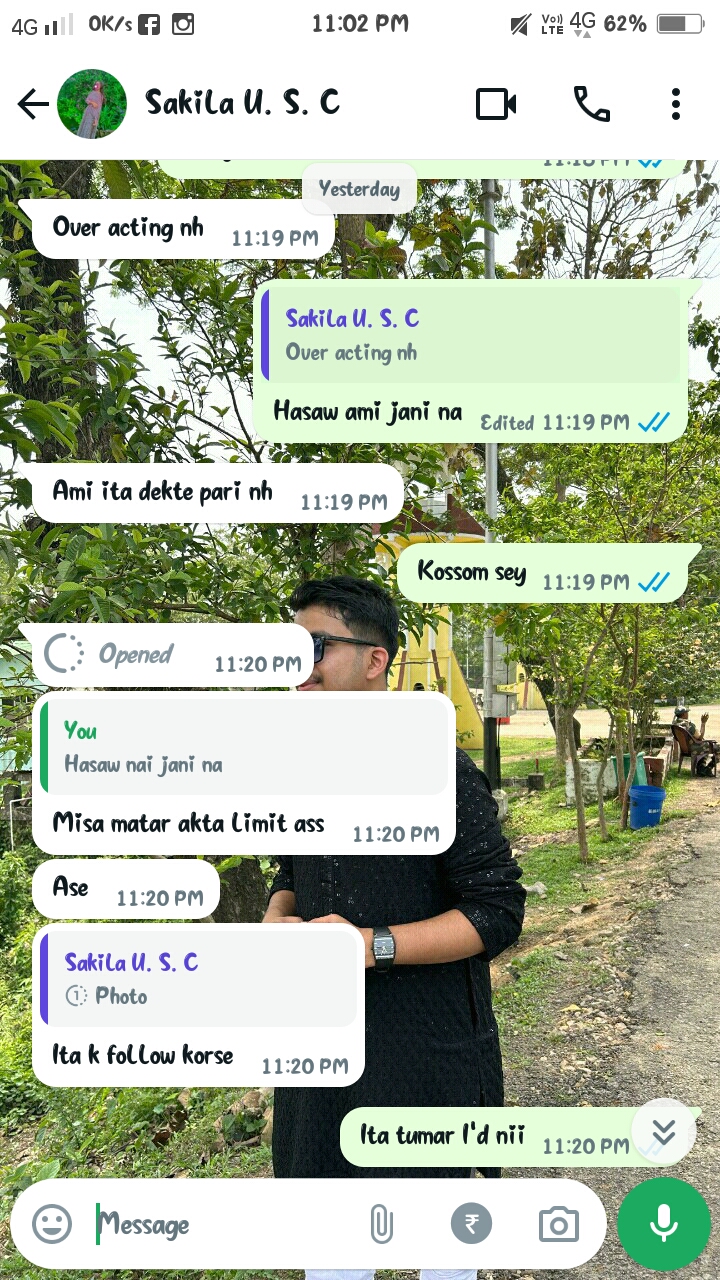 4G 0K/s 11:02 PM Vo)) LTE 4G 62%
Sakila U. S. C
Yesterday
Over acting nh 11:19 PM
Sakila U. S. C
Over acting nh
Hasaw ami jani na Edited 11:19 PM
Ami ita dekte pari nh 11:19 PM
Kossom sey 11:19 PM
Opened 11:20 PM
You
Hasaw nai jani na
Misa matar akta Limit ass 11:20 PM
Ase 11:20 PM
Sakila U. S. C
1 Photo
Ita k follow korse 11:20 PM
Ita tumar I'd nii 11:20 PM
Message